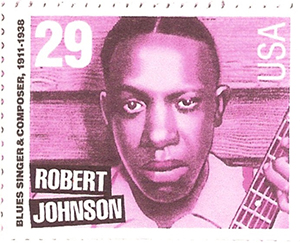 29
USA
BLUES SINGER & COMPOSER, 1911-1938
ROBERT
JOHNSON